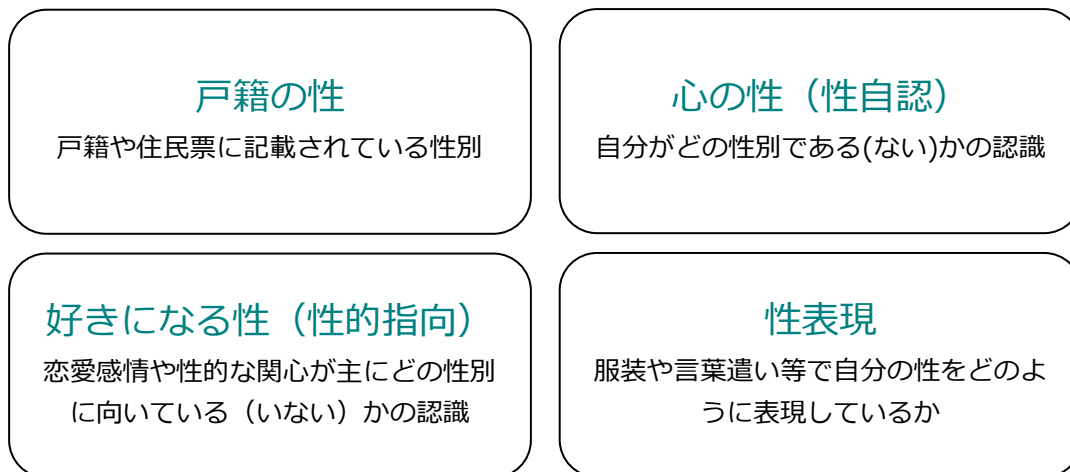 戸籍の性
戸籍や住民票に記載されている性別
心の性（性自認）
自分がどの性別である(ない)かの認識
好きになる性（性的指向）
恋愛感情や性的な関心が主にどの性別
に向いている（いない）かの認識
性表現
服装や言葉遣い等で自分の性をどのよ
うに表現しているか